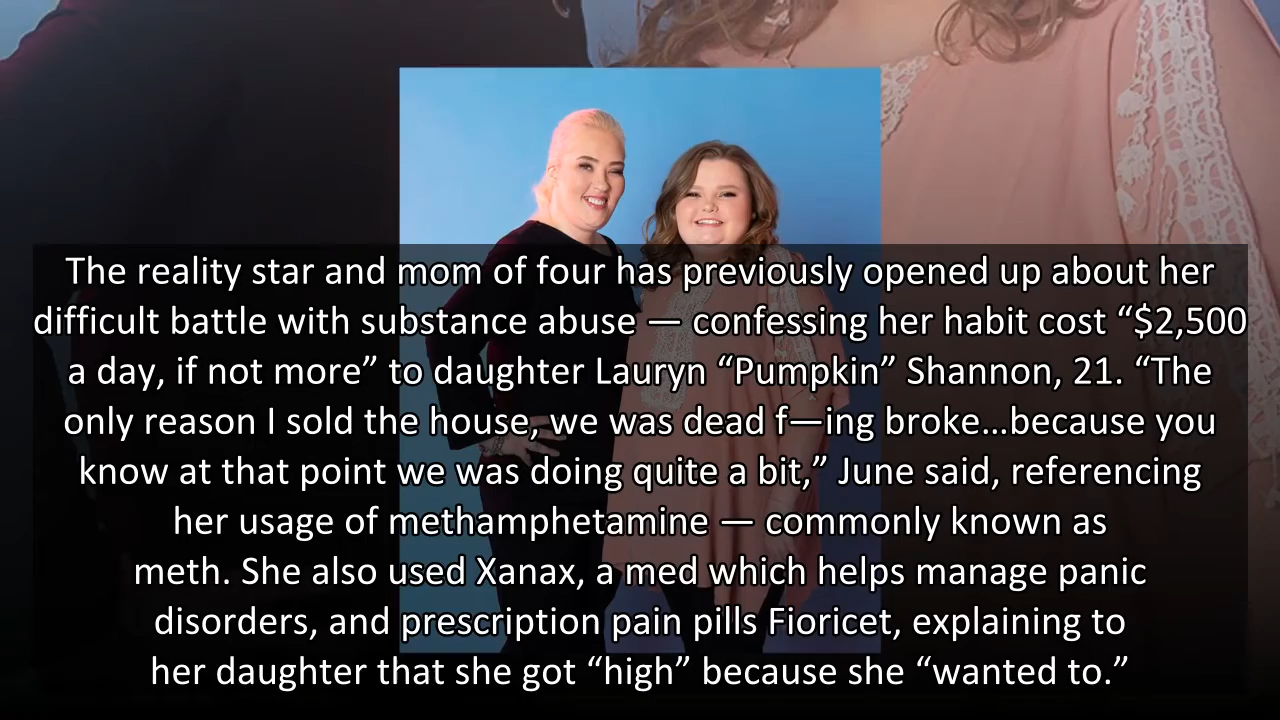 The reality star and mom of four has previously opened up about her
difficult battle with substance abuse — confessing her habit cost “$2,500
a day, if not more” to daughter Lauryn “Pumpkin” Shannon, 21. “The
only reason I sold the house, we was dead f—ing broke…because you
know at that point we was doing quite a bit,” June said, referencing
her usage of methamphetamine — commonly known as
meth. She also used Xanax, a med which helps manage panic
disorders, and prescription pain pills Fioricet, explaining to
her daughter that she got “high” because she “wanted to.”